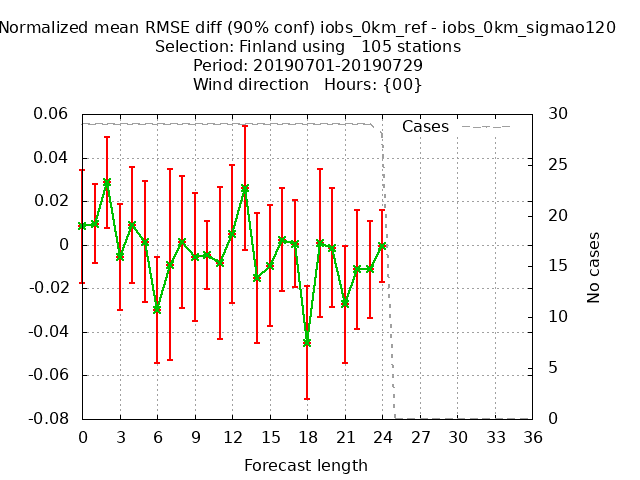 Normalized mean RMSE diff (90% conf) iobs_0km_ref - iobs_0km_sigmao120
Selection: Finland using   105 stations
Period: 20190701-20190729
Wind direction   Hours: {00}
Cases
0.06
0.04
0.02
0
-0.02
-0.04
-0.06
-0.08
30
25
20
15
10
5
0
No cases
0 3 6 9 12 15 18 21 24 27 30 33 36
Forecast length